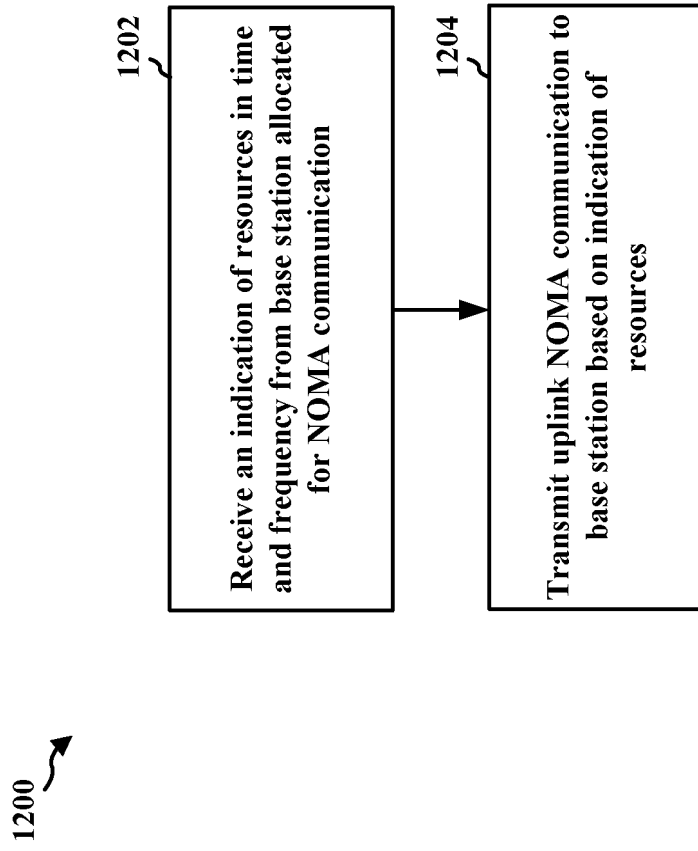 1200
1202
Receive an indication of resources in time
and frequency from base station allocated
for NOMA communication
1204
Transmit uplink NOMA communication to
base station based on indication of
resources